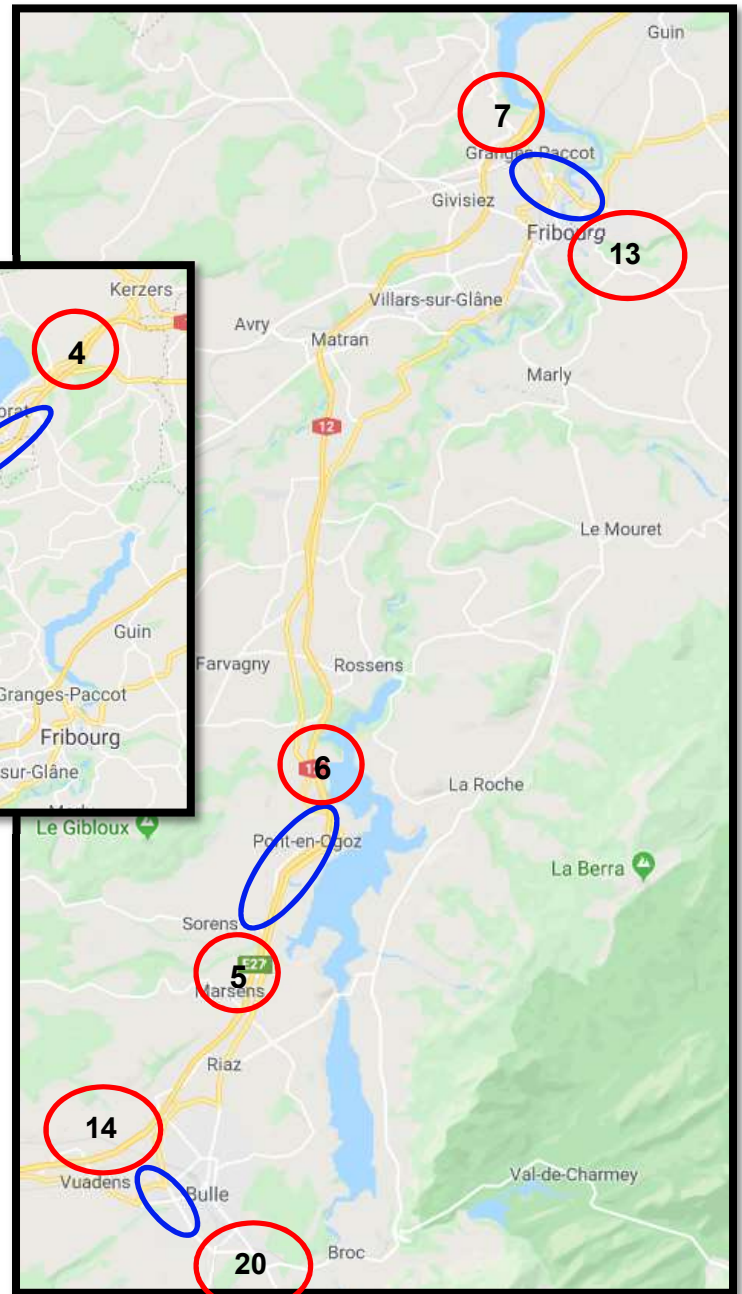 Guin
7
Granges-Paccot
Givisiez
Fribourg
13
Villars-sur-Glâne
Avry
Matran
Marly
12
Le Mouret
Farvagny
Rossens
6
La Roche
Pont-en-Ogoz
La Berra
Sorens
E27
5
Marsens
Riaz
14
Vuadens
Bulle
Val-de-Charmey
20
Broc
Kerzers
4
Guin
Granges-Paccot
Fribourg
sur-Glâne
Le Gibloux